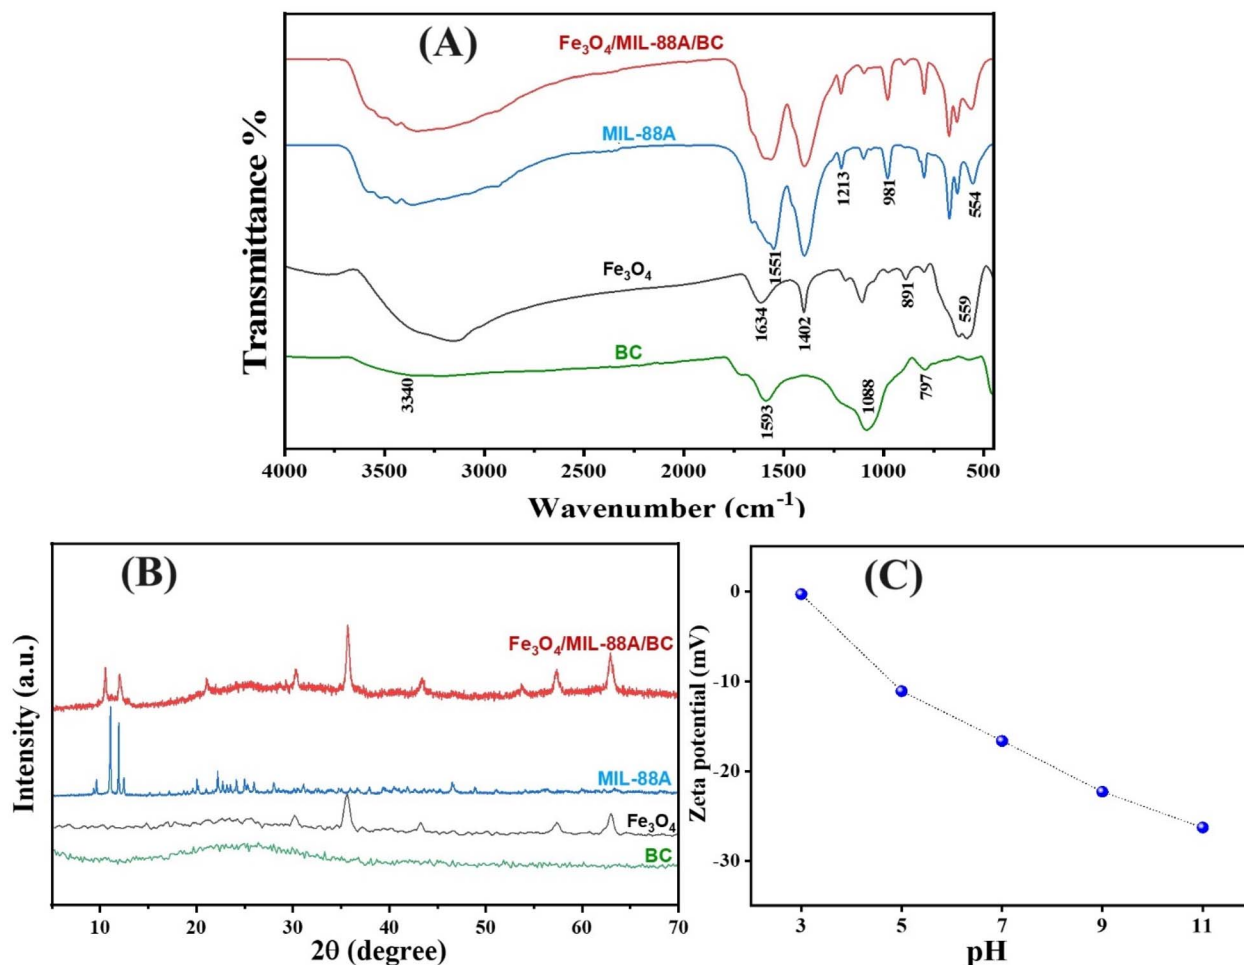 (A)
Fe₃O₄/MIL-88A/BC
MIL-88A
Fe₃O₄
BC
1213
981
554
1551
1634
1402
891
559
3340
1593
1088
797
Transmittance %
4000 3500 3000 2500 2000 1500 1000 500
Wavenumber (cm⁻¹)
(B)
Fe₃O₄/MIL-88A/BC
MIL-88A
Fe₃O₄
BC
Intensity (a.u.)
10 20 30 40 50 60 70
2θ (degree)
(C)
0
-10
-20
-30
Zeta potential (mV)
3 5 7 9 11
pH